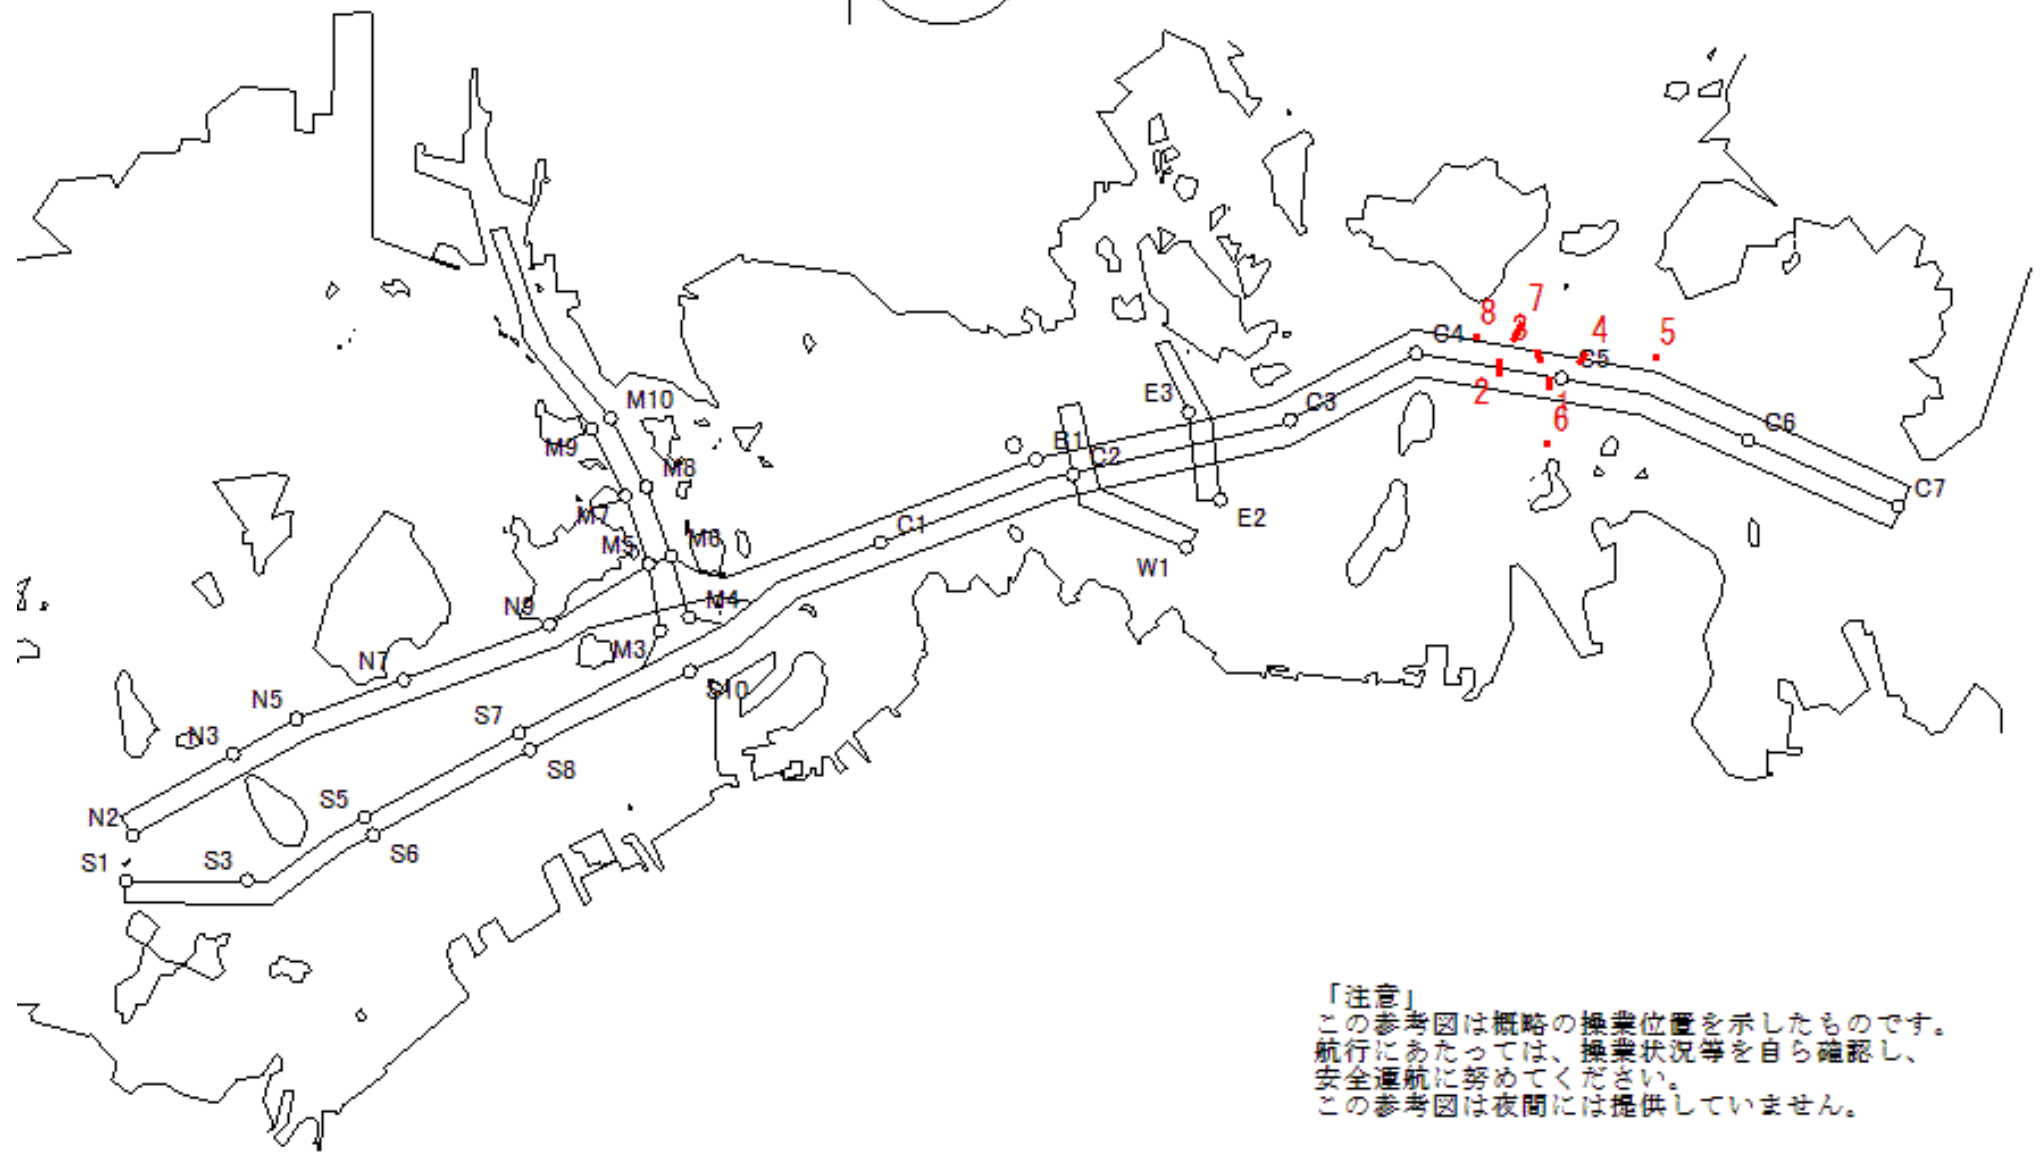 8
7
3
4
5
C4
C5
2
1
6
M10
E3
C3
C6
M9
B1
C2
M8
C7
M7
E2
C1
M5
M6
W1
N9
M4
M3
N7
S10
N5
S7
N3
S8
S5
N2
S6
S1
S3
「注意」
この参考図は概略の操業位置を示したものです。
航行にあたっては、操業状況等を自ら確認し、
安全運航に努めてください。
この参考図は夜間には提供していません。